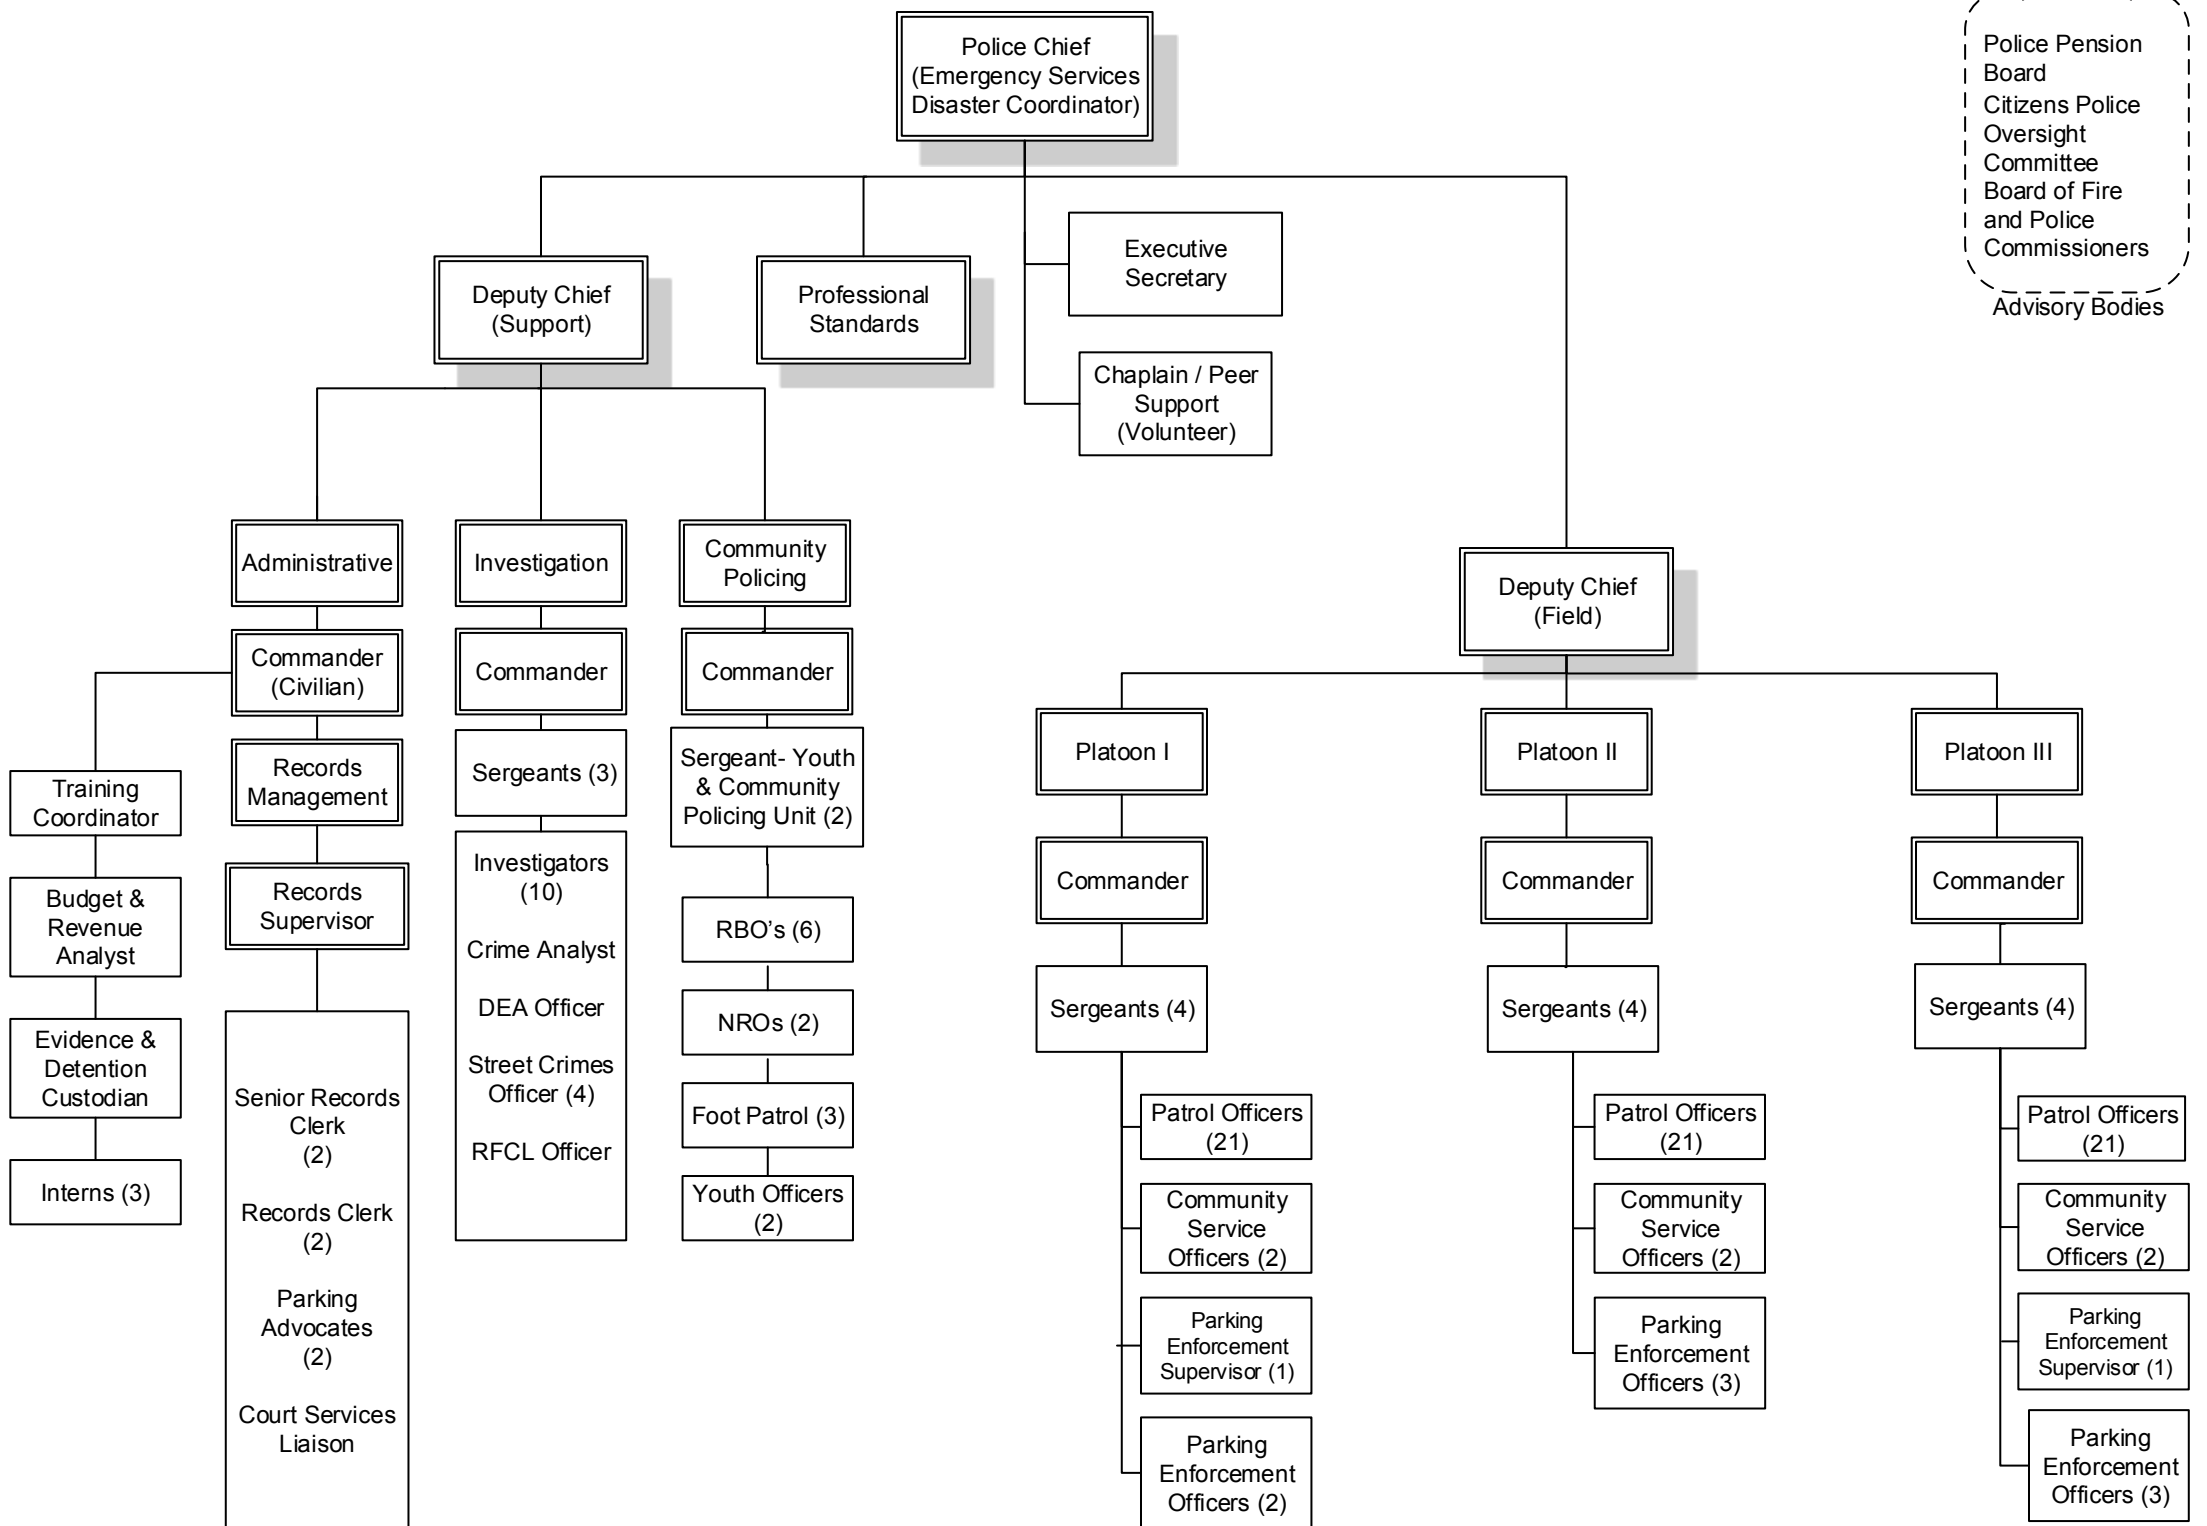 Police Chief
(Emergency Services
Disaster Coordinator)
Police Pension
Board
Citizens Police
Oversight
Committee
Board of Fire
and Police
Commissioners
Advisory Bodies
Executive
Secretary
Chaplain / Peer
Support
(Volunteer)
Deputy Chief
(Support)
Professional
Standards
Administrative
Commander
(Civilian)
Training
Coordinator
Budget &
Revenue
Analyst
Evidence &
Detention
Custodian
Interns (3)
Records
Management
Records
Supervisor
Senior Records
Clerk
(2)
Records Clerk
(2)
Parking
Advocates
(2)
Court Services
Liaison
Investigation
Commander
Sergeants (3)
Investigators
(10)
Crime Analyst
DEA Officer
Street Crimes
Officer (4)
RFCL Officer
Community
Policing
Commander
Sergeant- Youth
& Community
Policing Unit (2)
RBO’s (6)
NROs (2)
Foot Patrol (3)
Youth Officers
(2)
Deputy Chief
(Field)
Platoon I
Commander
Sergeants (4)
Patrol Officers
(21)
Community
Service
Officers (2)
Parking
Enforcement
Supervisor (1)
Parking
Enforcement
Officers (2)
Platoon II
Commander
Sergeants (4)
Patrol Officers
(21)
Community
Service
Officers (2)
Parking
Enforcement
Officers (3)
Platoon III
Commander
Sergeants (4)
Patrol Officers
(21)
Community
Service
Officers (2)
Parking
Enforcement
Supervisor (1)
Parking
Enforcement
Officers (3)